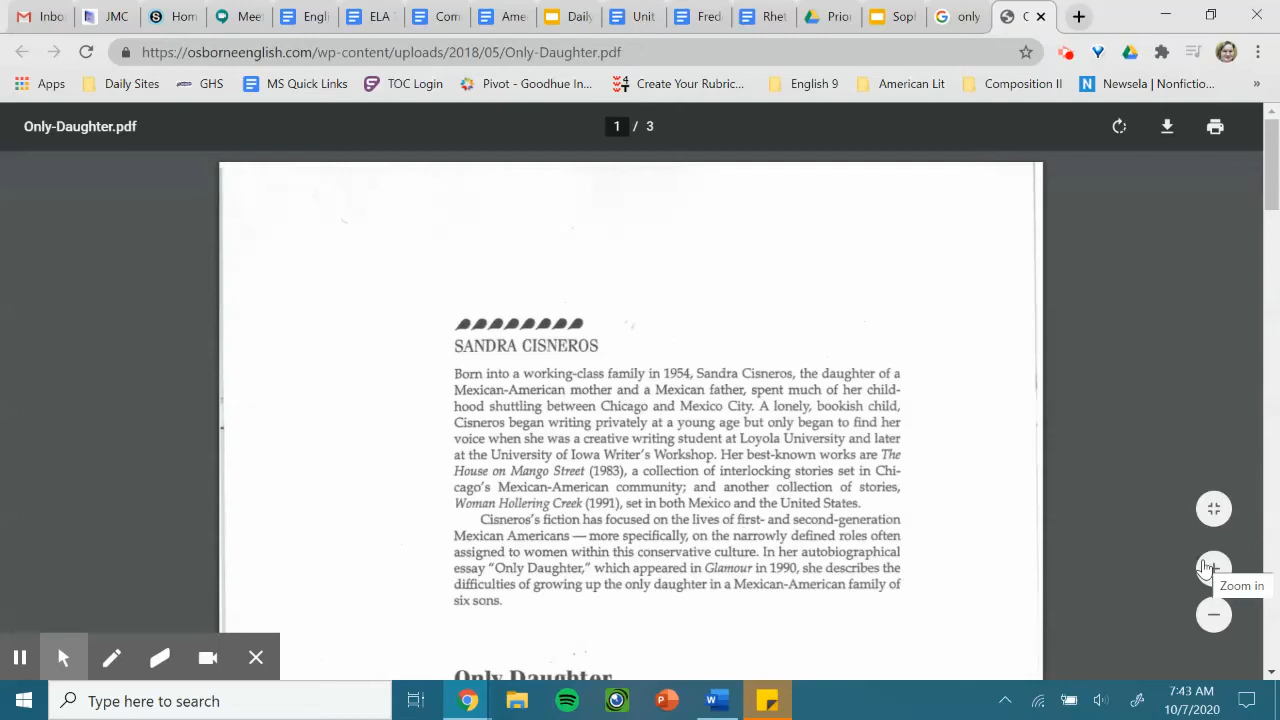 Inbo
JMC
Hom
Mee
Engli
ELA
Com
Ame
Daily
Unit
Fred
Rhet
Prior
Sop
only
https://osborneenglish.com/wp-content/uploads/2018/05/Only-Daughter.pdf
Apps
Daily Sites
GHS
MS Quick Links
TOC Login
Pivot - Goodhue In...
Create Your Rubric...
English 9
American Lit
Composition II
Newsela | Nonfictio...
»
Only-Daughter.pdf
1 / 3
SANDRA CISNEROS
Born into a working-class family in 1954, Sandra Cisneros, the daughter of a
Mexican-American mother and a Mexican father, spent much of her child-
hood shuttling between Chicago and Mexico City. A lonely, bookish child,
Cisneros began writing privately at a young age but only began to find her
voice when she was a creative writing student at Loyola University and later
at the University of Iowa Writer's Workshop. Her best-known works are The
House on Mango Street (1983), a collection of interlocking stories set in Chi-
cago's Mexican-American community; and another collection of stories,
Woman Hollering Creek (1991), set in both Mexico and the United States.
Cisneros's fiction has focused on the lives of first- and second-generation
Mexican Americans — more specifically, on the narrowly defined roles often
assigned to women within this conservative culture. In her autobiographical
essay "Only Daughter," which appeared in Glamour in 1990, she describes the
difficulties of growing up the only daughter in a Mexican-American family of
six sons.
Only Daughter
Zoom in
Type here to search
7:43 AM
10/7/2020